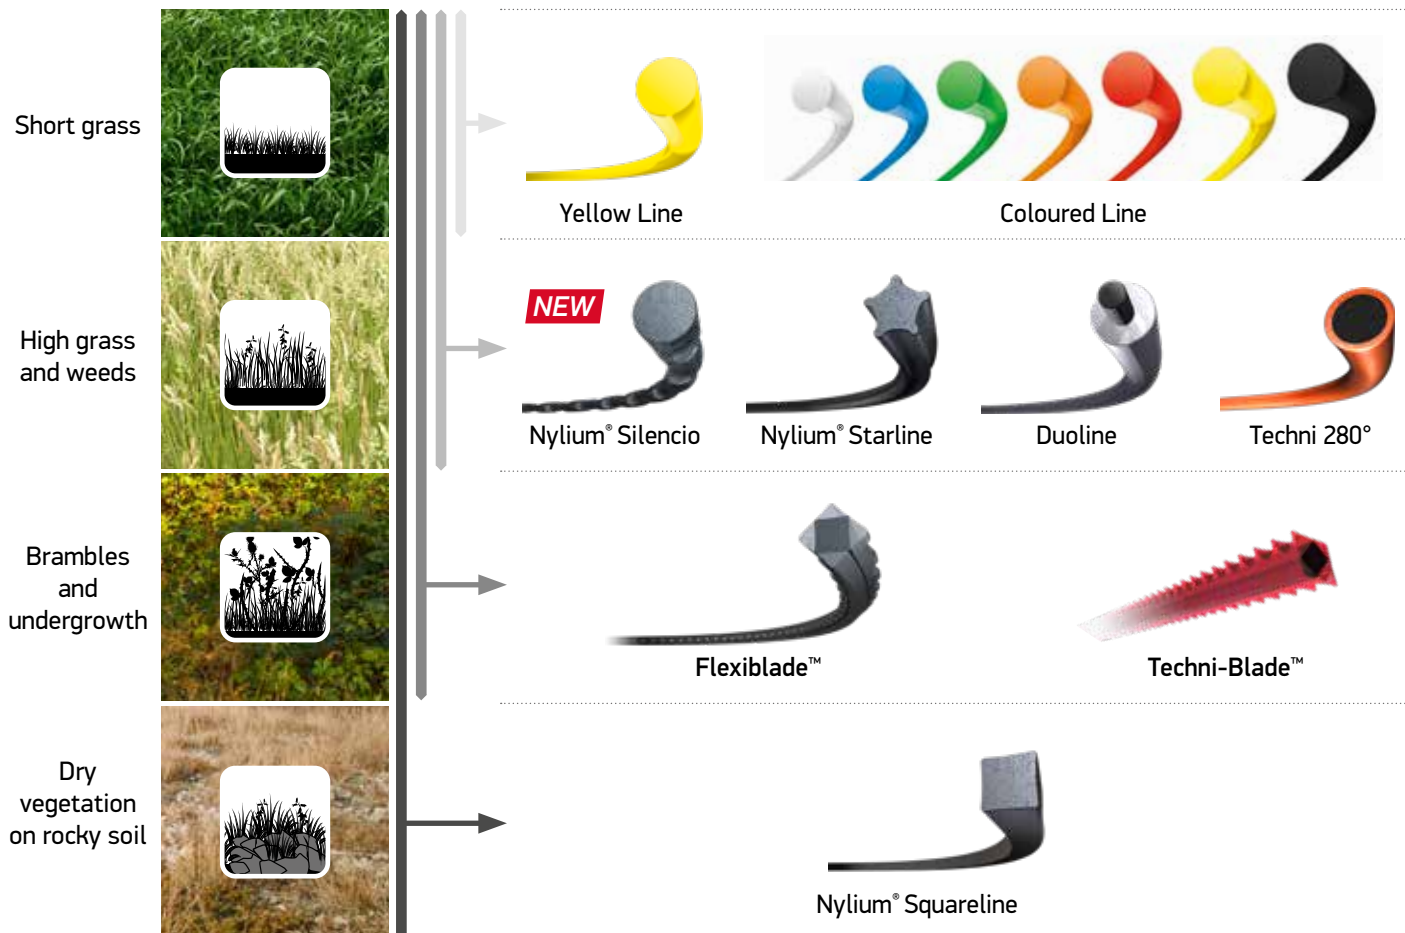 Short grass
Yellow Line
Coloured Line
High grass
and weeds
NEW
Nylium® Silencio
Nylium® Starline
Duoline
Techni 280°
Brambles
and
undergrowth
Flexiblade™
Techni-Blade™
Dry
vegetation
on rocky soil
Nylium® Squareline